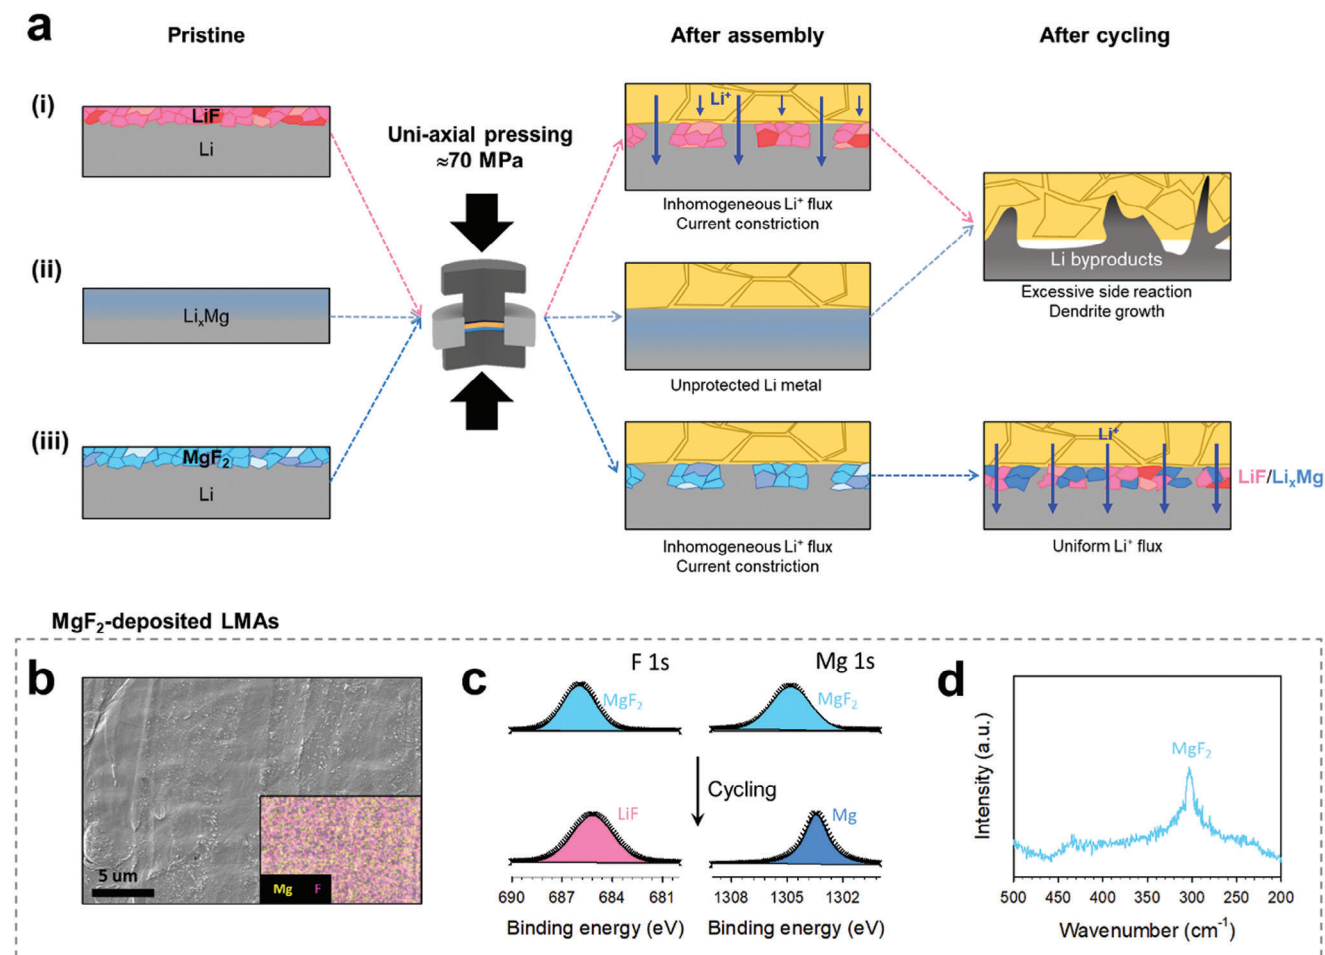 a
Pristine
After assembly
After cycling
(i)
LiF
Li
Uni-axial pressing
≈70 MPa
Li⁺
Inhomogeneous Li⁺ flux
Current constriction
(ii)
LiₓMg
Unprotected Li metal
Li byproducts
Excessive side reaction
Dendrite growth
(iii)
MgF₂
Li
Inhomogeneous Li⁺ flux
Current constriction
Li⁺
LiF/LiₓMg
Uniform Li⁺ flux
MgF₂-deposited LMAs
b
5 um
Mg F
c
F 1s
Mg 1s
MgF₂
MgF₂
Cycling
LiF
Mg
690 687 684 681
1308 1305 1302
Binding energy (eV)
Binding energy (eV)
d
Intensity (a.u.)
MgF₂
500 450 400 350 300 250 200
Wavenumber (cm⁻¹)